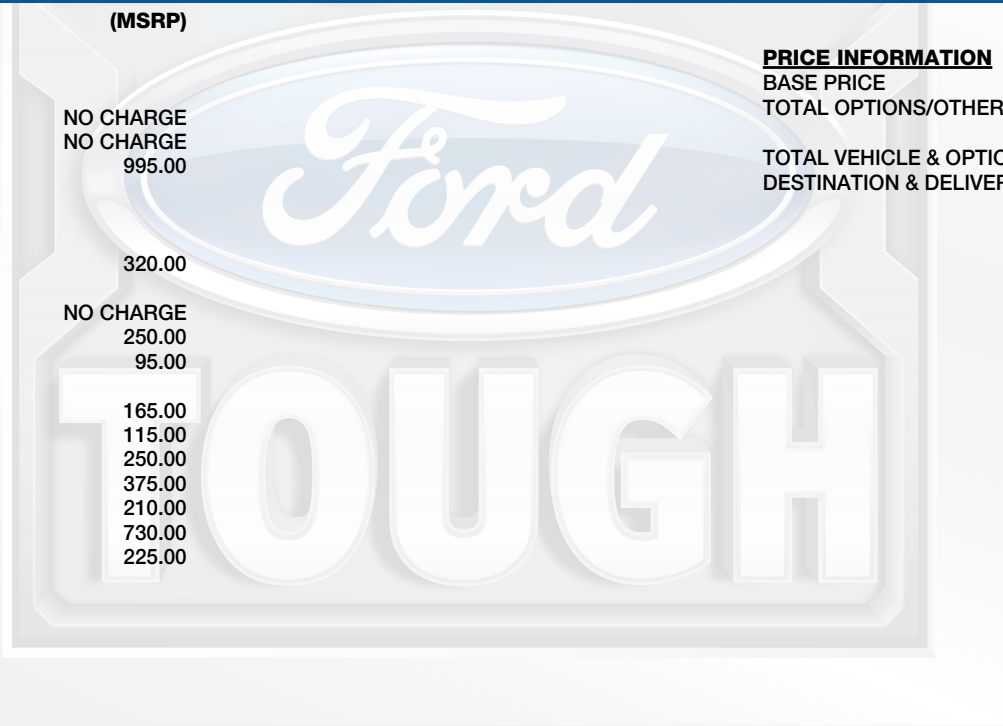 (MSRP)
NO CHARGE
NO CHARGE
995.00
320.00
NO CHARGE
250.00
95.00
165.00
115.00
250.00
375.00
210.00
730.00
225.00
PRICE INFORMATION
BASE PRICE
TOTAL OPTIONS/OTHER
TOTAL VEHICLE & OPTIO
DESTINATION & DELIVER
Ford
TOUGH